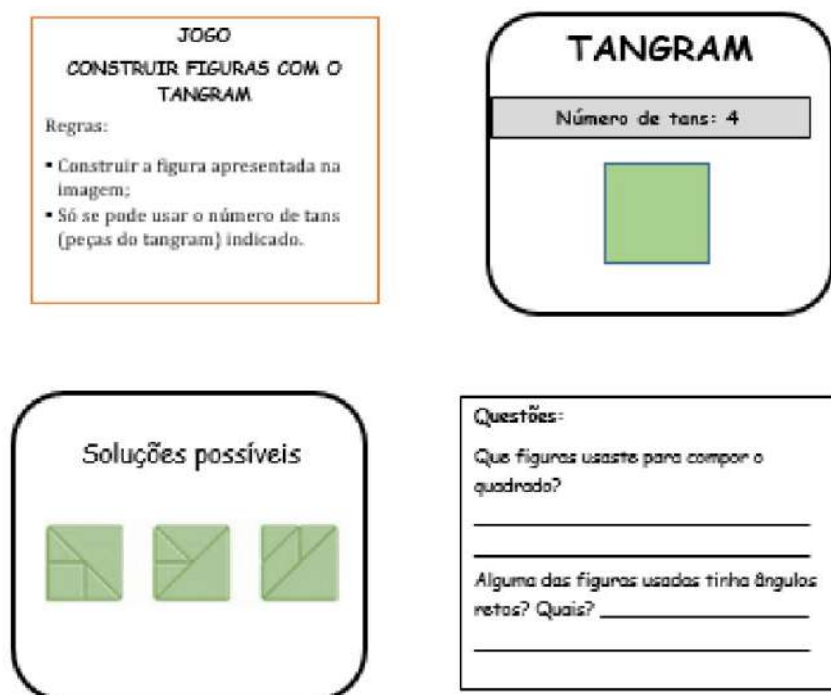 JOGO
CONSTRUIR FIGURAS COM O
TANGRAM
Regras:
▪ Construir a figura apresentada na
imagem;
▪ Só se pode usar o número de tans
(peças do tangram) indicado.
TANGRAM
Número de tans: 4
Soluções possíveis
Questões:
Que figuras usaste para compor o
quadrado?
Alguma das figuras usadas tinha ângulos
retos? Quais?